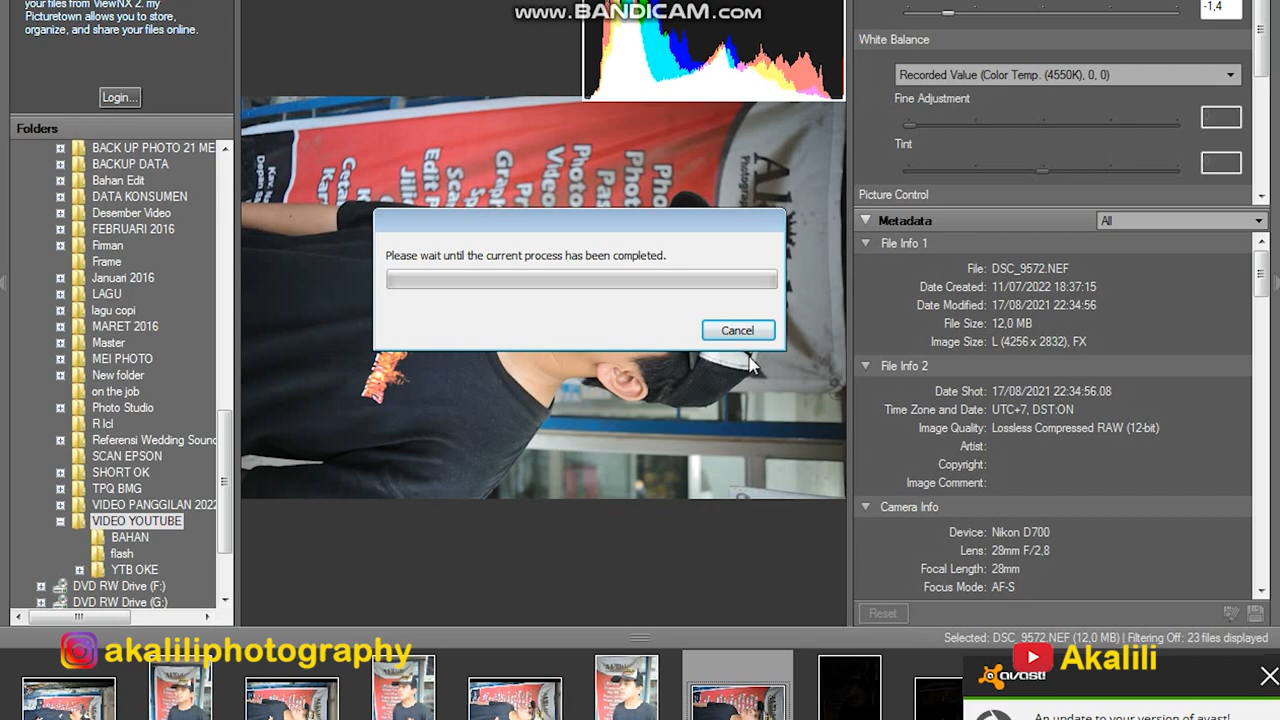 www.BANDICAM.com
your files from ViewNX 2. my
Picturetown allows you to store,
organize, and share your files online.
Login...
Folders
BACK UP PHOTO 21 ME
BACKUP DATA
Bahan Edit
DATA KONSUMEN
Desember Video
FEBRUARI 2016
Firman
Frame
Januari 2016
LAGU
lagu copi
MARET 2016
Master
MEI PHOTO
New folder
on the job
Photo Studio
R Icl
Referensi Wedding Sound
SCAN EPSON
SHORT OK
TPQ BMG
VIDEO PANGGILAN 2022
VIDEO YOUTUBE
BAHAN
flash
YTB OKE
DVD RW Drive (F:)
DVD RW Drive (G:)
Please wait until the current process has been completed.
Cancel
-1,4
White Balance
Recorded Value (Color Temp. (4550K), 0, 0)
Fine Adjustment
0
Tint
0
Picture Control
Metadata
All
File Info 1
File: DSC_9572.NEF
Date Created: 11/07/2022 18:37:15
Date Modified: 17/08/2021 22:34:56
File Size: 12,0 MB
Image Size: L (4256 x 2832), FX
File Info 2
Date Shot: 17/08/2021 22:34:56.08
Time Zone and Date: UTC+7, DST:ON
Image Quality: Lossless Compressed RAW (12-bit)
Artist:
Copyright:
Image Comment:
Camera Info
Device: Nikon D700
Lens: 28mm F/2,8
Focal Length: 28mm
Focus Mode: AF-S
Reset
Selected: DSC_9572.NEF (12,0 MB) | Filtering Off: 23 files displayed
akaliliphotography
Akalili
avast!
An update to your version of avast!